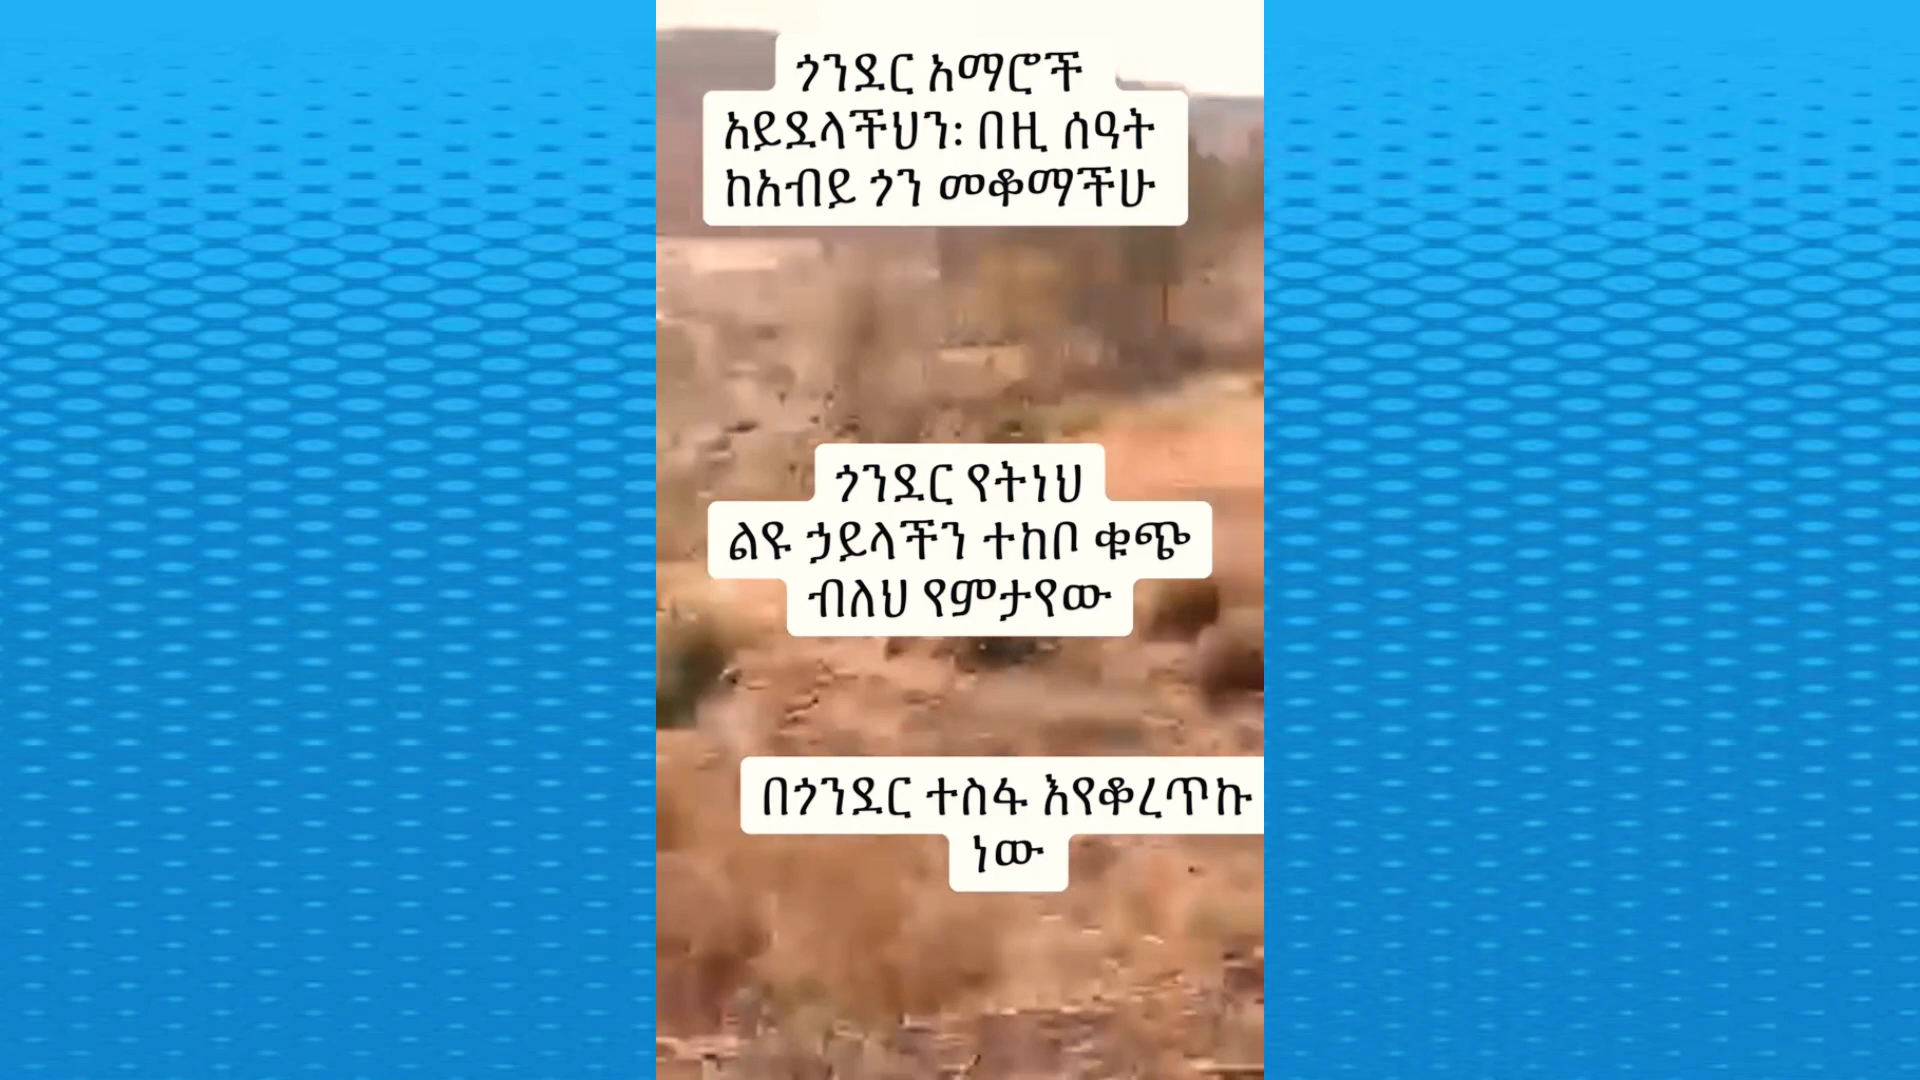 ጎንደር አማሮች
አይደላችህን፡ በዚ ሰዓት
ከአብይ ጎን መቆማችሁ
ጎንደር የትነህ
ልዩ ኃይላችን ተከቦ ቁጭ
ብለህ የምታየው
በጎንደር ተስፋ እየቆረጥኩ
ነው